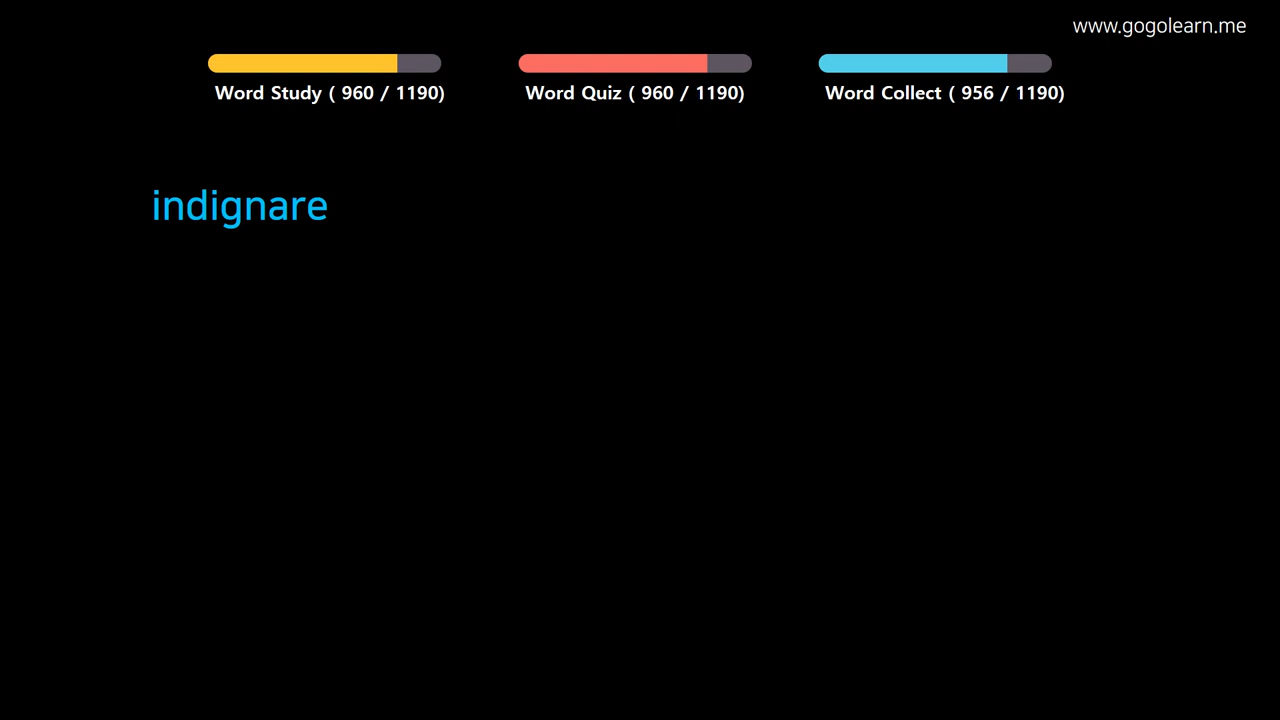 www.gogolearn.me
Word Study ( 960 / 1190)
Word Quiz ( 960 / 1190)
Word Collect ( 956 / 1190)
indignare